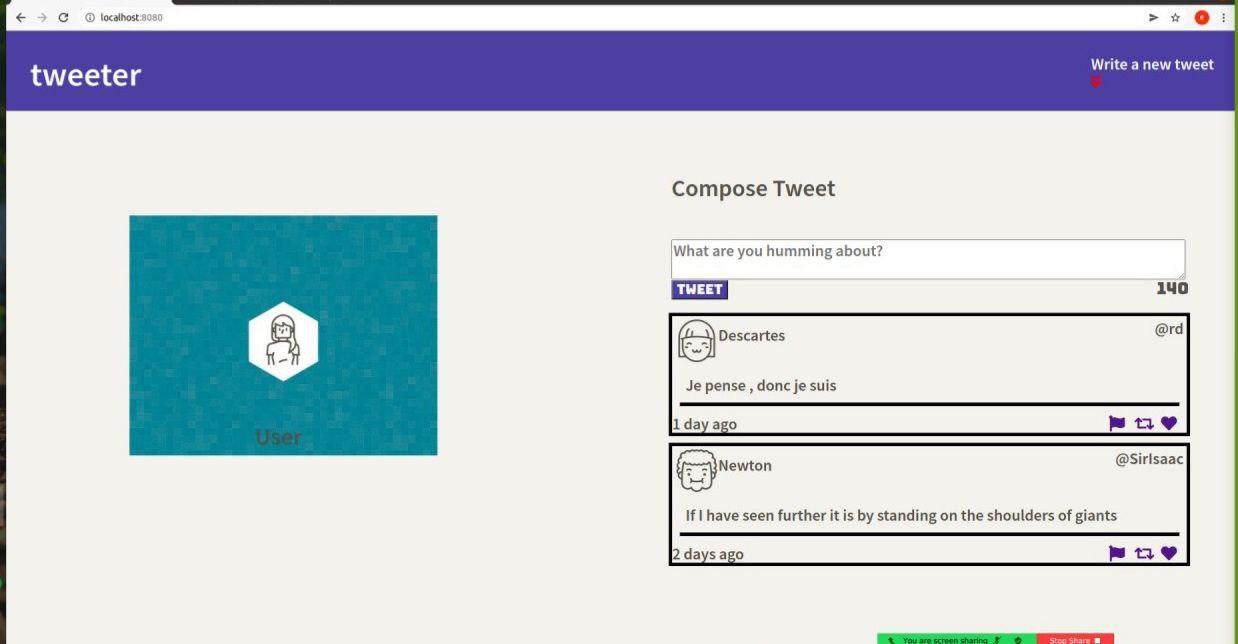 localhost:8080
tweeter
Write a new tweet
Compose Tweet
What are you humming about?
TWEET
140
Descartes
@rd
Je pense , donc je suis
1 day ago
Newton
@SirIsaac
If I have seen further it is by standing on the shoulders of giants
2 days ago
User
You are screen sharing
Stop Share